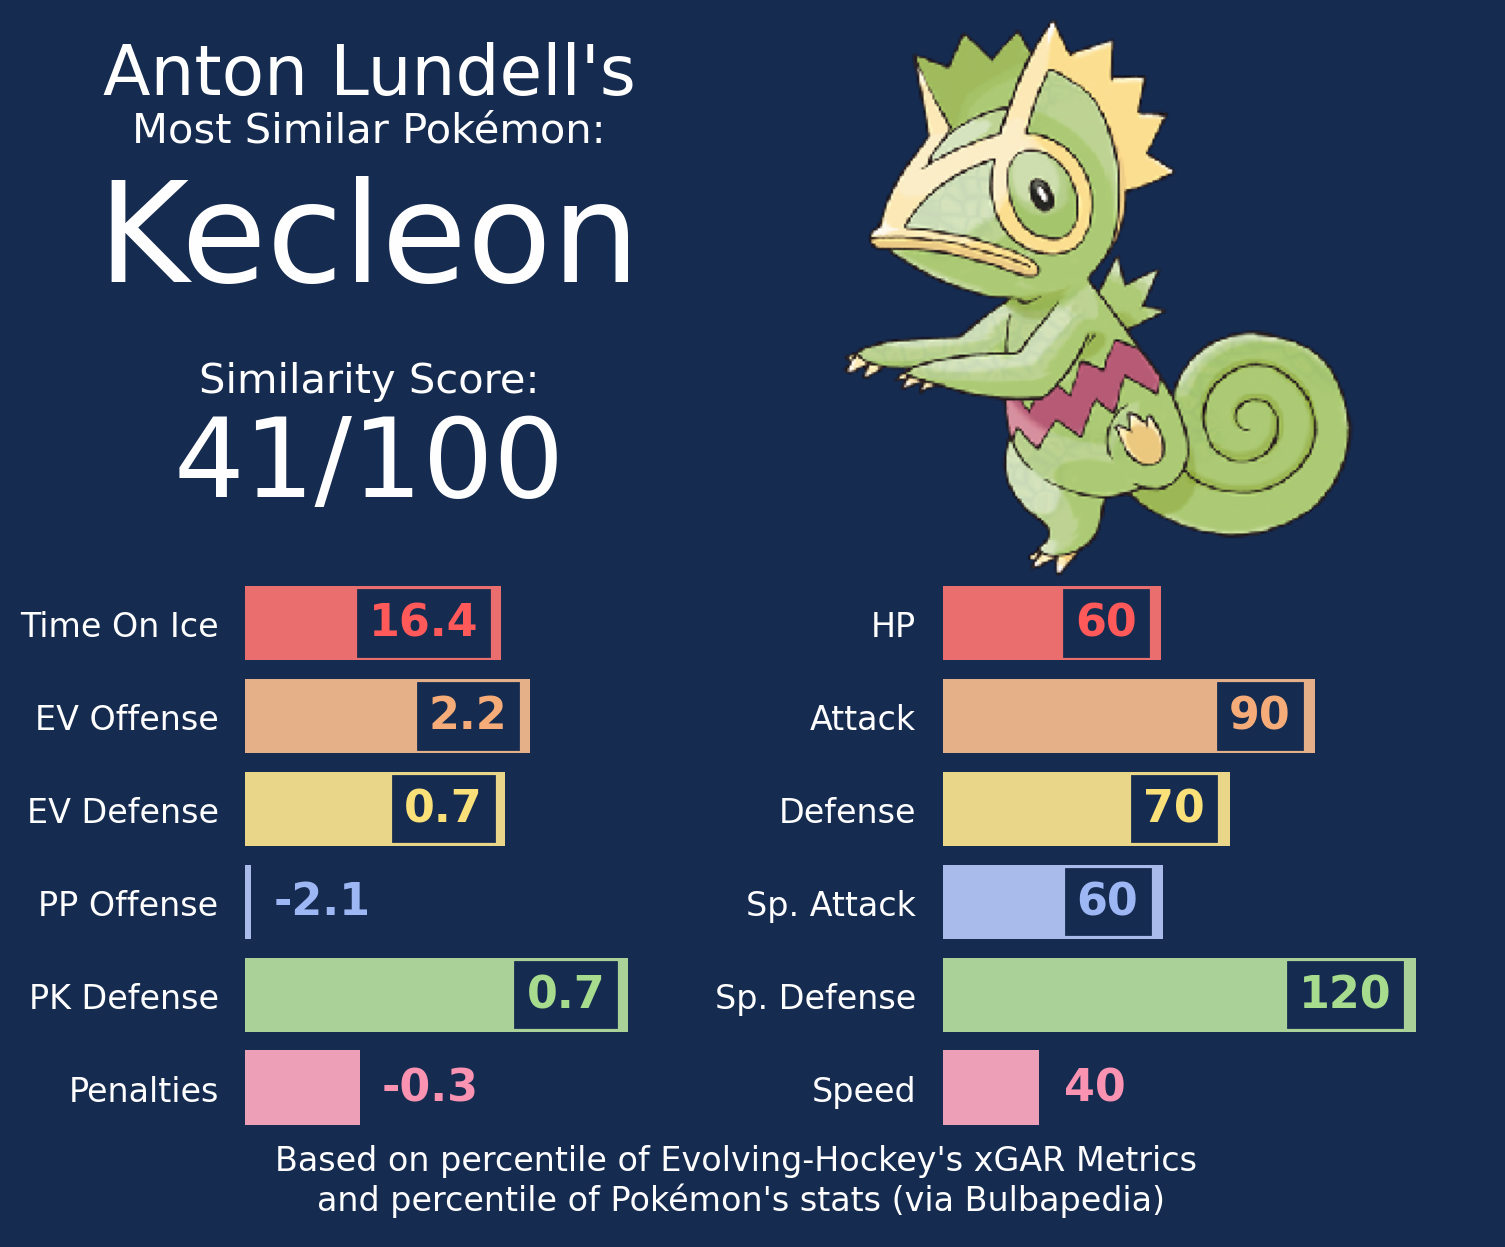 Anton Lundell's
Most Similar Pokémon:
Kecleon
Similarity Score:
41/100
Time On Ice 16.4
EV Offense 2.2
EV Defense 0.7
PP Offense -2.1
PK Defense 0.7
Penalties -0.3
HP 60
Attack 90
Defense 70
Sp. Attack 60
Sp. Defense 120
Speed 40
Based on percentile of Evolving-Hockey's xGAR Metrics
and percentile of Pokémon's stats (via Bulbapedia)